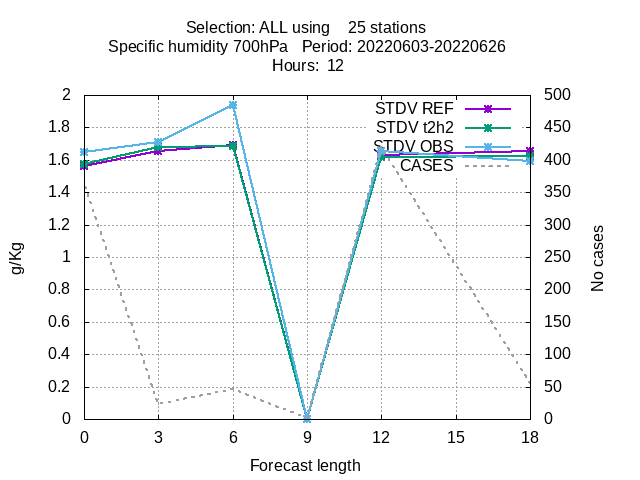 Selection: ALL using    25 stations
Specific humidity 700hPa   Period: 20220603-20220626
Hours:  12
STDV REF
STDV t2h2
STDV OBS
CASES
g/Kg
No cases
2
1.8
1.6
1.4
1.2
1
0.8
0.6
0.4
0.2
0
500
450
400
350
300
250
200
150
100
50
0
0 3 6 9 12 15 18
Forecast length